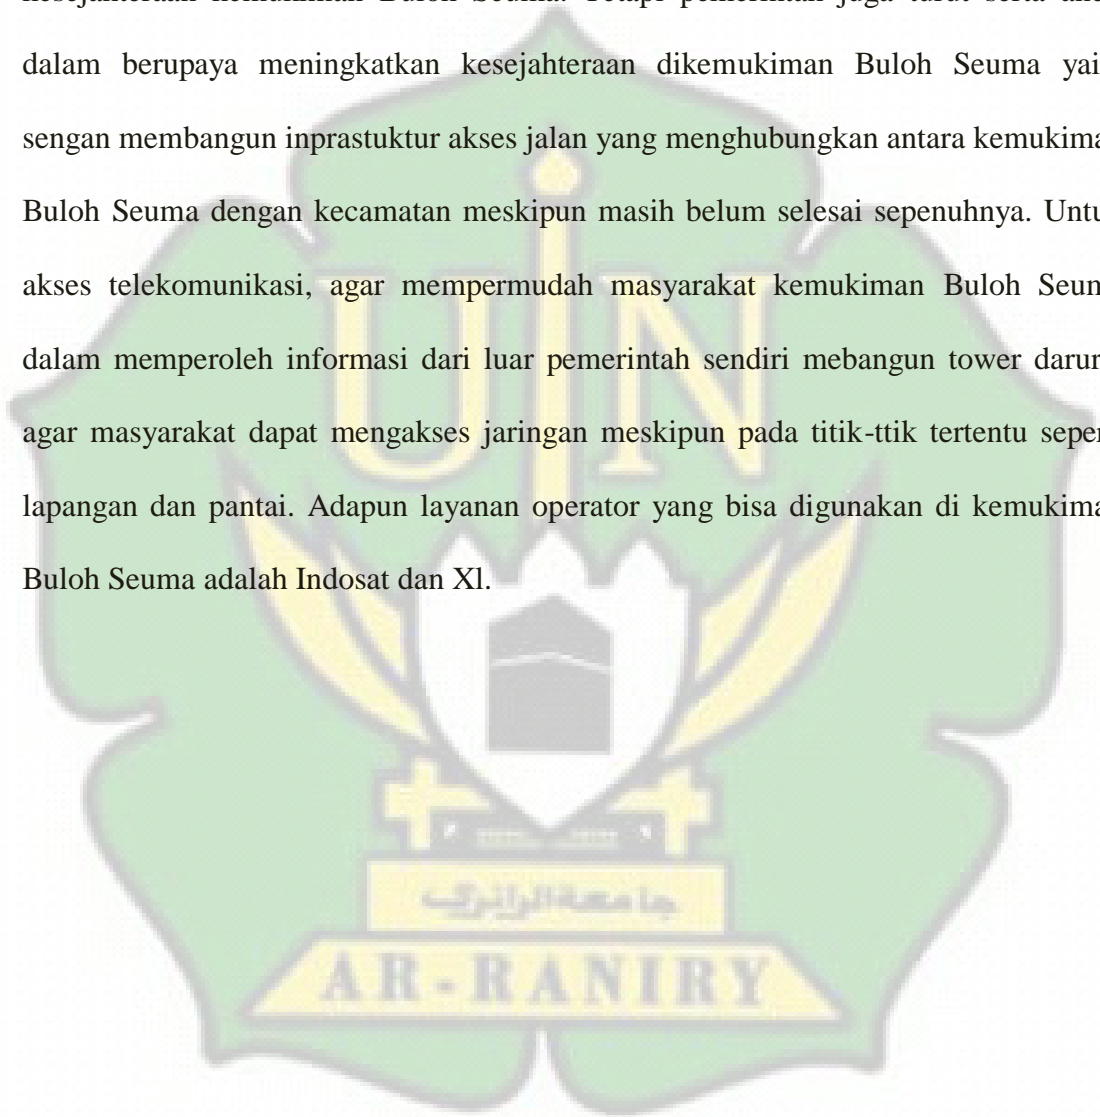 kesejahteraan kemukiman Buloh Seuma. Tetapi pemerintah juga turut serta
dalam berupaya meningkatkan kesejahteraan dikemukiman Buloh Seuma yai
sengan membangun inprastuktur akses jalan yang menghubungkan antara kemukima
Buloh Seuma dengan kecamatan meskipun masih belum selesai sepenuhnya. Untu
akses telekomunikasi, agar mempermudah masyarakat kemukiman Buloh Seum
dalam memperoleh informasi dari luar pemerintah sendiri mebangun tower darur
agar masyarakat dapat mengakses jaringan meskipun pada titik-ttik tertentu seper
lapangan dan pantai. Adapun layanan operator yang bisa digunakan di kemukima
Buloh Seuma adalah Indosat dan Xl.
UIN
جامعة الرانري
AR-RANIRY